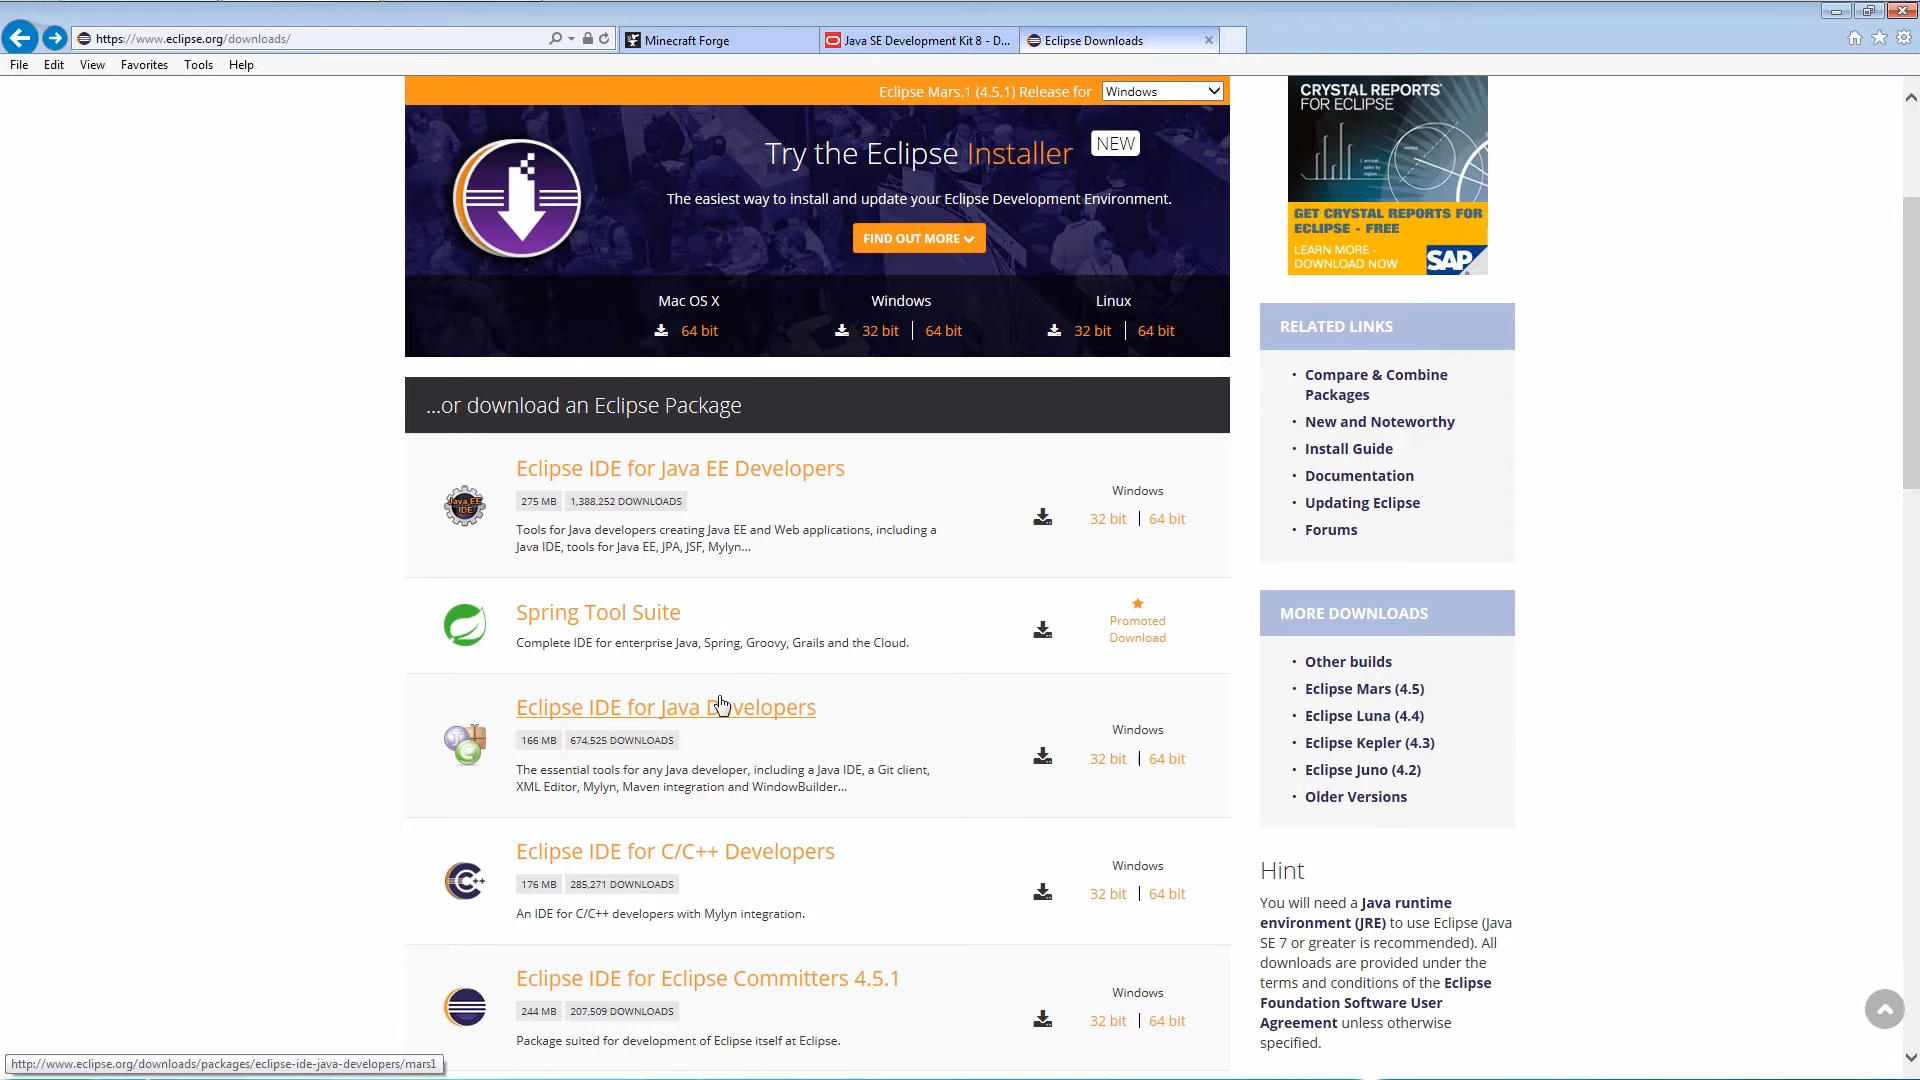 https://www.eclipse.org/downloads/
Minecraft Forge
Java SE Development Kit 8 - D...
Eclipse Downloads
File Edit View Favorites Tools Help
Eclipse Mars.1 (4.5.1) Release for Windows
Try the Eclipse Installer NEW
The easiest way to install and update your Eclipse Development Environment.
FIND OUT MORE
Mac OS X
64 bit
Windows
32 bit 64 bit
Linux
32 bit 64 bit
...or download an Eclipse Package
Eclipse IDE for Java EE Developers
275 MB 1,388,252 DOWNLOADS
Tools for Java developers creating Java EE and Web applications, including a
Java IDE, tools for Java EE, JPA, JSF, Mylyn...
Java EE
IDE
Windows
32 bit 64 bit
Spring Tool Suite
Complete IDE for enterprise Java, Spring, Groovy, Grails and the Cloud.
Promoted
Download
Eclipse IDE for Java Developers
166 MB 674,525 DOWNLOADS
The essential tools for any Java developer, including a Java IDE, a Git client,
XML Editor, Mylyn, Maven integration and WindowBuilder...
Windows
32 bit 64 bit
Eclipse IDE for C/C++ Developers
176 MB 285,271 DOWNLOADS
An IDE for C/C++ developers with Mylyn integration.
C++
Windows
32 bit 64 bit
Eclipse IDE for Eclipse Committers 4.5.1
244 MB 207,509 DOWNLOADS
Package suited for development of Eclipse itself at Eclipse.
Windows
32 bit 64 bit
CRYSTAL REPORTS'
FOR ECLIPSE
GET CRYSTAL REPORTS FOR
ECLIPSE - FREE
LEARN MORE -
DOWNLOAD NOW
SAP
RELATED LINKS
Compare & Combine
Packages
New and Noteworthy
Install Guide
Documentation
Updating Eclipse
Forums
MORE DOWNLOADS
Other builds
Eclipse Mars (4.5)
Eclipse Luna (4.4)
Eclipse Kepler (4.3)
Eclipse Juno (4.2)
Older Versions
Hint
You will need a Java runtime
environment (JRE) to use Eclipse (Java
SE 7 or greater is recommended). All
downloads are provided under the
terms and conditions of the Eclipse
Foundation Software User
Agreement unless otherwise
specified.
http://www.eclipse.org/downloads/packages/eclipse-ide-java-developers/mars1